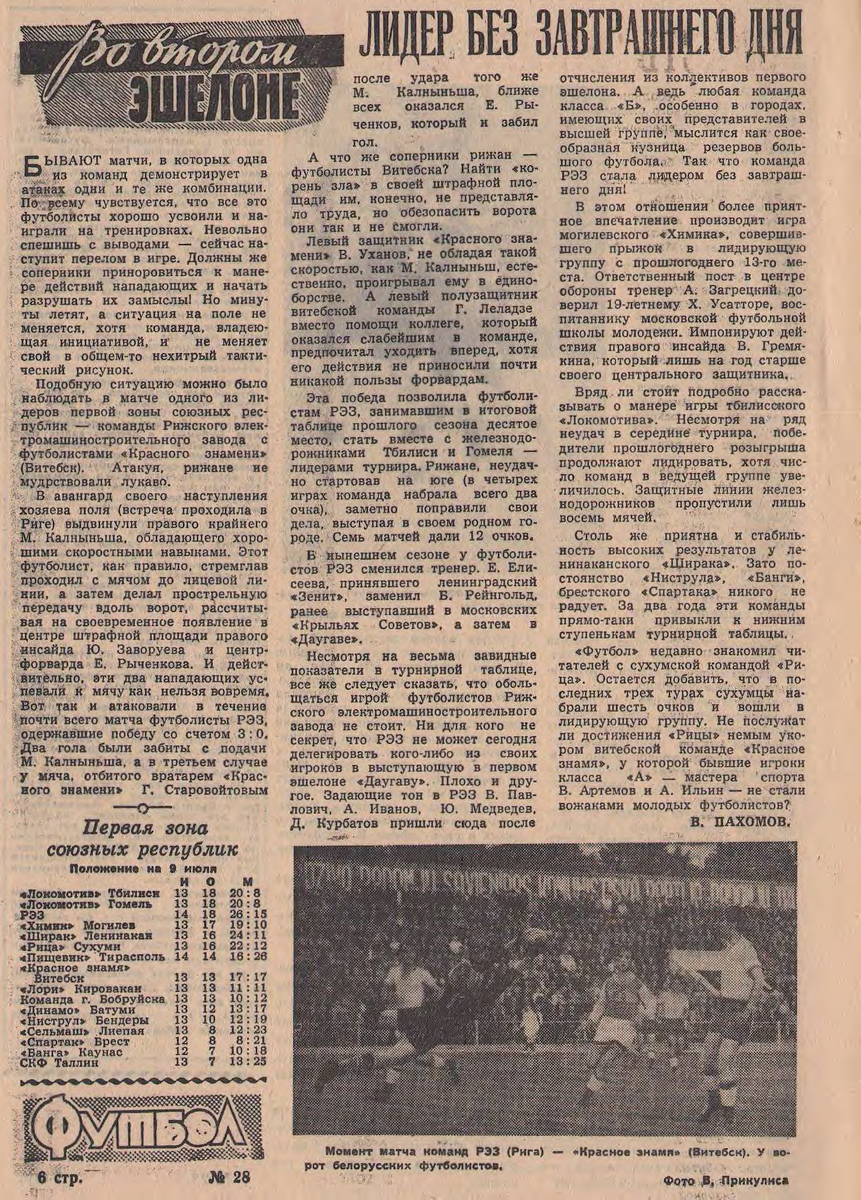 Во втором
ЭШЕЛОНЕ
ЛИДЕР БЕЗ ЗАВТРАШНЕГО ДНЯ
БЫВАЮТ матчи, в которых одна
из команд демонстрирует в
атаках одни и те же комбинации.
По всему чувствуется, что все это
футболисты хорошо усвоили и на-
играли на тренировках. Невольно
спешишь с выводами — сейчас на-
ступит перелом в игре. Должны же
соперники приноровиться к мане-
ре действий нападающих и начать
разрушать их замыслы! Но мину-
ты летят, а ситуация на поле не
меняется, хотя команда, владею-
щая инициативой, и не меняет
свой в общем-то нехитрый такти-
ческий рисунок.
Подобную ситуацию можно было
наблюдать в матче одного из ли-
деров первой зоны союзных рес-
публик — команды Рижского элек-
тромашиностроительного завода с
футболистами «Красного знамени»
(Витебск). Атакуя, рижане не
мудрствовали лукаво.
В авангард своего наступления
хозяева поля (встреча проходила в
Риге) выдвинули правого крайнего
М. Калныньша, обладающего хоро-
шими скоростными навыками. Этот
футболист, как правило, стремглав
проходил с мячом до лицевой ли-
нии, а затем делал прострельную
передачу вдоль ворот, рассчиты-
вая на своевременное появление в
центре штрафной площади правого
инсайда Ю. Заворуева и центр-
форварда Е. Рыченкова. И дейст-
вительно, эти два нападающих ус-
певали к мячу как нельзя вовремя.
Вот так и атаковали в течение
почти всего матча футболисты РЭЗ,
одержавшие победу со счетом 3:0.
Два гола были забиты с подачи
М. Калныньша, а в третьем случае
у мяча, отбитого вратарем «Крас-
ного знамени» Г. Старовойтовым
после удара того же
М. Калныньша, ближе
всех оказался Е. Ры-
ченков, который и забил
гол.
А что же соперники рижан —
футболисты Витебска? Найти «ко-
рень зла» в своей штрафной пло-
щади им, конечно, не представля-
ло труда, но обезопасить ворота
они так и не смогли.
Левый защитник «Красного зна-
мени» В. Уханов, не обладая такой
скоростью, как М. Калныньш, есте-
ственно, проигрывал ему в едино-
борстве. А левый полузащитник
витебской команды Г. Леладзе
вместо помощи коллеге, который
оказался слабейшим в команде,
предпочитал уходить вперед, хотя
его действия не приносили почти
никакой пользы форвардам.
Эта победа позволила футболи-
стам РЭЗ, занимавшим в итоговой
таблице прошлого сезона десятое
место, стать вместе с железнодо-
рожниками Тбилиси и Гомеля —
лидерами турнира. Рижане, неудач-
но стартовав на юге (в четырех
играх команда набрала всего два
очка), заметно поправили свои
дела, выступая в своем родном го-
роде. Семь матчей дали 12 очков.
В нынешнем сезоне у футболи-
стов РЭЗ сменился тренер. Е. Ели-
сеева, принявшего ленинградский
«Зенит», заменил Б. Рейнгольд,
ранее выступавший в московских
«Крыльях Советов», а затем в
«Даугаве».
Несмотря на весьма завидные
показатели в турнирной таблице,
все же следует сказать, что оболь-
щаться игрой футболистов Риж-
ского электромашиностроительного
завода не стоит. Ни для кого не
секрет, что РЭЗ не может сегодня
делегировать кого-либо из своих
игроков в выступающую в первом
эшелоне «Даугаву». Плохо и дру-
гое. Задающие тон в РЭЗ В. Пав-
лович, А. Иванов, Ю. Медведев,
Д. Курбатов пришли сюда после
отчисления из коллективов первого
эшелона. А ведь любая команда
класса «Б», особенно в городах,
имеющих своих представителей в
высшей группе, мыслится как свое-
образная кузница резервов боль-
шого футбола. Так что команда
РЭЗ стала лидером без завтраш-
него дня!
В этом отношении более прият-
ное впечатление производит игра
могилевского «Химика», совершив-
шего прыжок в лидирующую
группу с прошлогоднего 13-го ме-
ста. Ответственный пост в центре
обороны тренер А. Загрецкий до-
верил 19-летнему Х. Усатторе, вос-
питаннику московской футбольной
школы молодежи. Импонируют дей-
ствия правого инсайда В. Гремя-
кина, который лишь на год старше
своего центрального защитника.
Вряд ли стоит подробно расска-
зывать о манере игры тбилисского
«Локомотива». Несмотря на ряд
неудач в середине турнира, побе-
дители прошлогоднего розыгрыша
продолжают лидировать, хотя чис-
ло команд в ведущей группе уве-
личилось. Защитные линии желез-
нодорожников пропустили лишь
восемь мячей.
Столь же приятна и стабиль-
ность высоких результатов у ле-
нинаканского «Ширака». Зато по-
стоянство «Ниструла», «Банги»,
брестского «Спартака» никого не
радует. За два года эти команды
прямо-таки привыкли к нижним
ступенькам турнирной таблицы.
«Футбол» недавно знакомил чи-
тателей с сухумской командой «Ри-
ца». Остается добавить, что в по-
следних трех турах сухумцы на-
брали шесть очков и вошли в
лидирующую группу. Не послужат
ли достижения «Рицы» немым уко-
ром витебской команде «Красное
знамя», у которой бывшие игроки
класса «А» — мастера спорта
В. Артемов и А. Ильин — не стали
вожаками молодых футболистов?
В. ПАХОМОВ.
Первая зона
союзных республик
Положение на 9 июля
И О М
«Локомотив» Тбилиси 13 18 20:8
«Локомотив» Гомель 13 18 20:8
РЭЗ 14 18 26:15
«Химик» Могилев 13 17 19:10
«Ширак» Ленинакан 13 16 24:11
«Рица» Сухуми 13 16 22:12
«Пищевик» Тирасполь 14 14 16:26
«Красное знамя»
Витебск 13 13 17:17
«Лори» Кировакан 13 13 11:11
Команда г. Бобруйска 13 13 10:12
«Динамо» Батуми 13 12 13:17
«Ниструл» Бендеры 13 10 12:19
«Сельмаш» Лиепая 13 8 12:23
«Спартак» Брест 12 8 8:21
«Банга» Каунас 12 7 10:18
СКФ Таллин 13 7 13:25
Момент матча команд РЭЗ (Рига) — «Красное знамя» (Витебск). У во-
рот белорусских футболистов.
Фото В. Прикулиса
ФУТБОЛ
6 стр. № 28